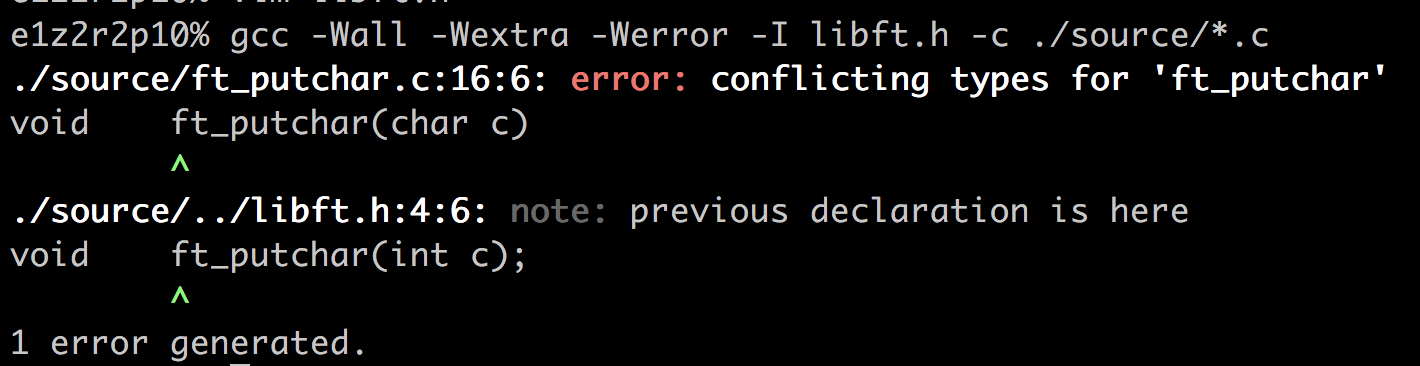 e1z2r2p10% gcc -Wall -Wextra -Werror -I libft.h -c ./source/*.c
./source/ft_putchar.c:16:6: error: conflicting types for 'ft_putchar'
void    ft_putchar(char c)
        ^
./source/../libft.h:4:6: note: previous declaration is here
void    ft_putchar(int c);
        ^
1 error generated.